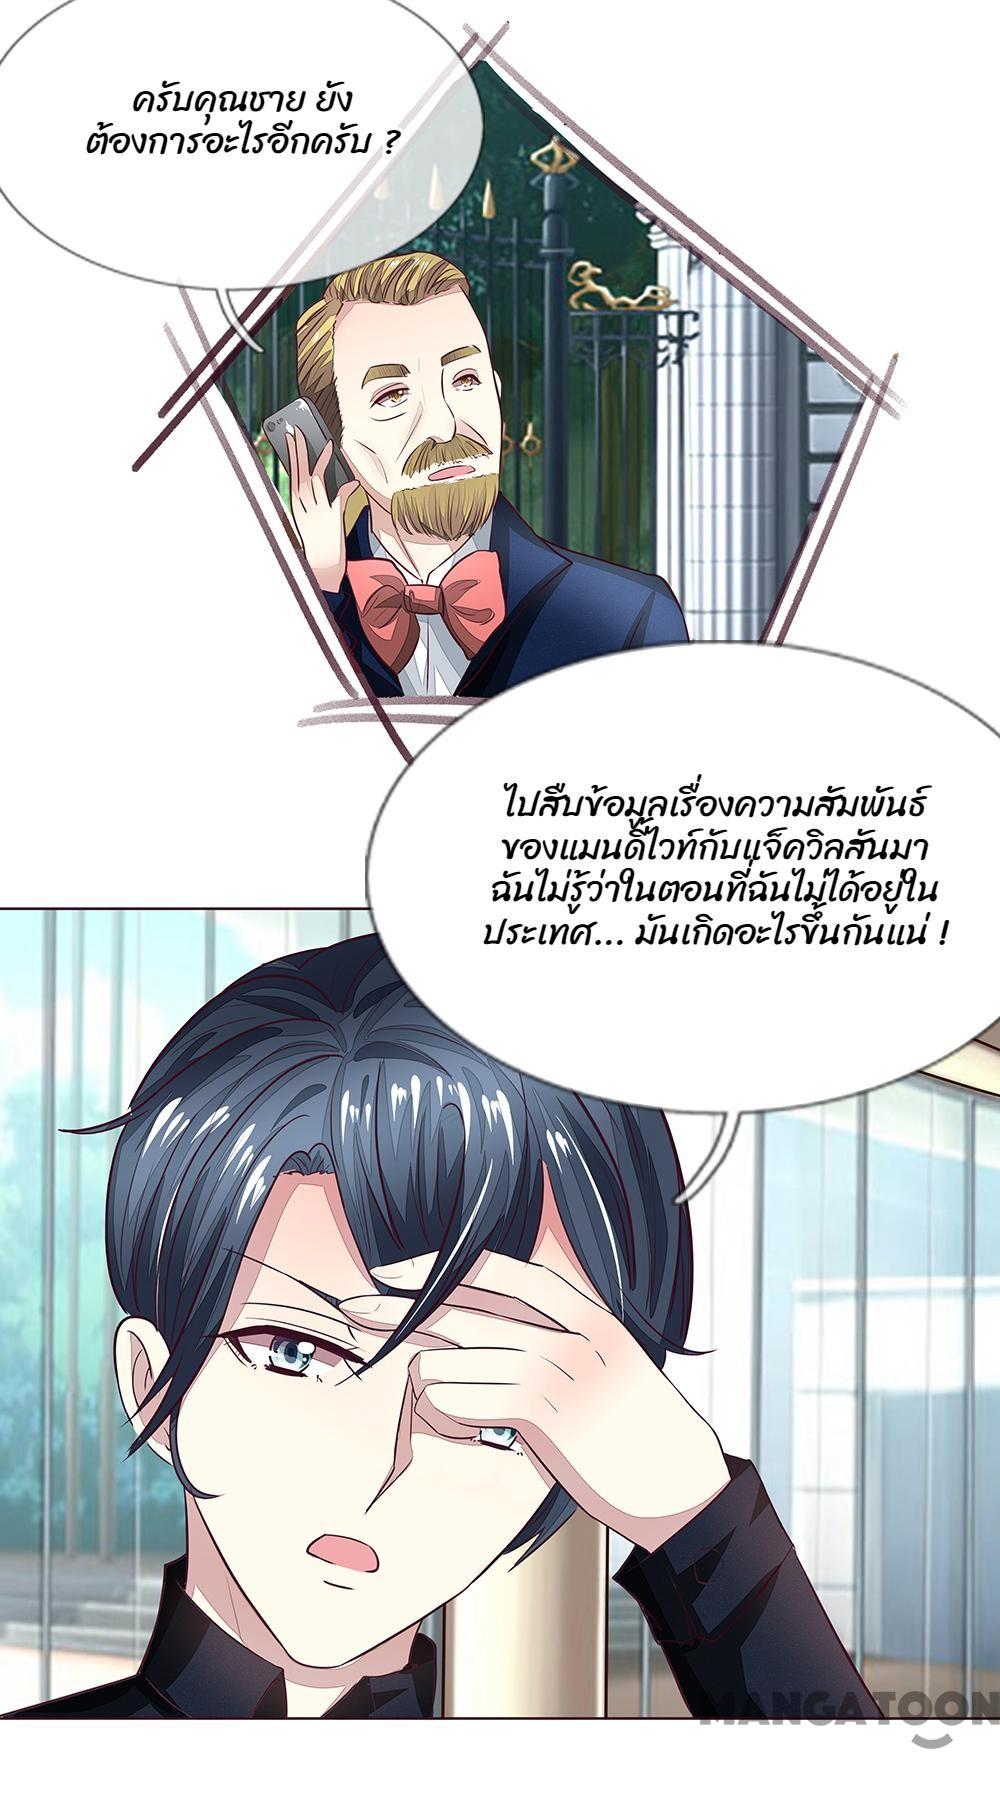 ครับคุณชาย ยัง
ต้องการอะไรอีกครับ ?
ไปสืบข้อมูลเรื่องความสัมพันธ์
ของแมนดี้ไวท์กับแจ็ควิลสันมา
ฉันไม่รู้ว่าในตอนที่ฉันไม่ได้อยู่ใน
ประเทศ... มันเกิดอะไรขึ้นกันแน่ !
MANGATOON